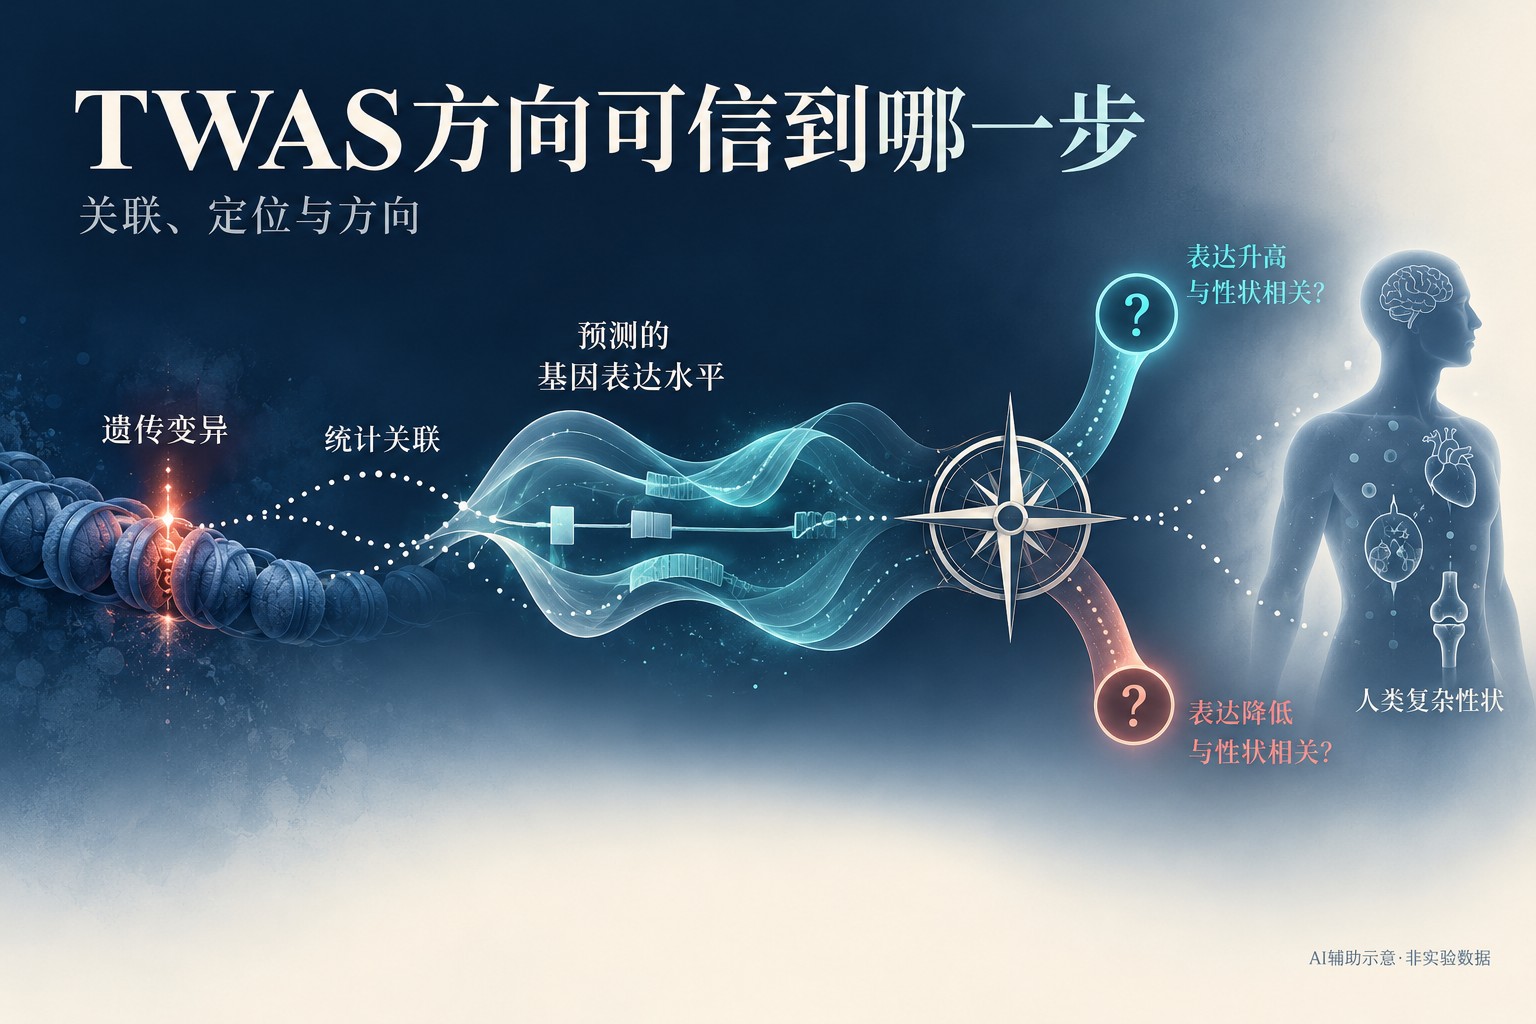 TWAS方向可信到哪一步
关联、定位与方向
遗传变异
统计关联
预测的
基因表达水平
表达升高
与性状相关?
表达降低
与性状相关?
人类复杂性状
AI辅助示意·非实验数据